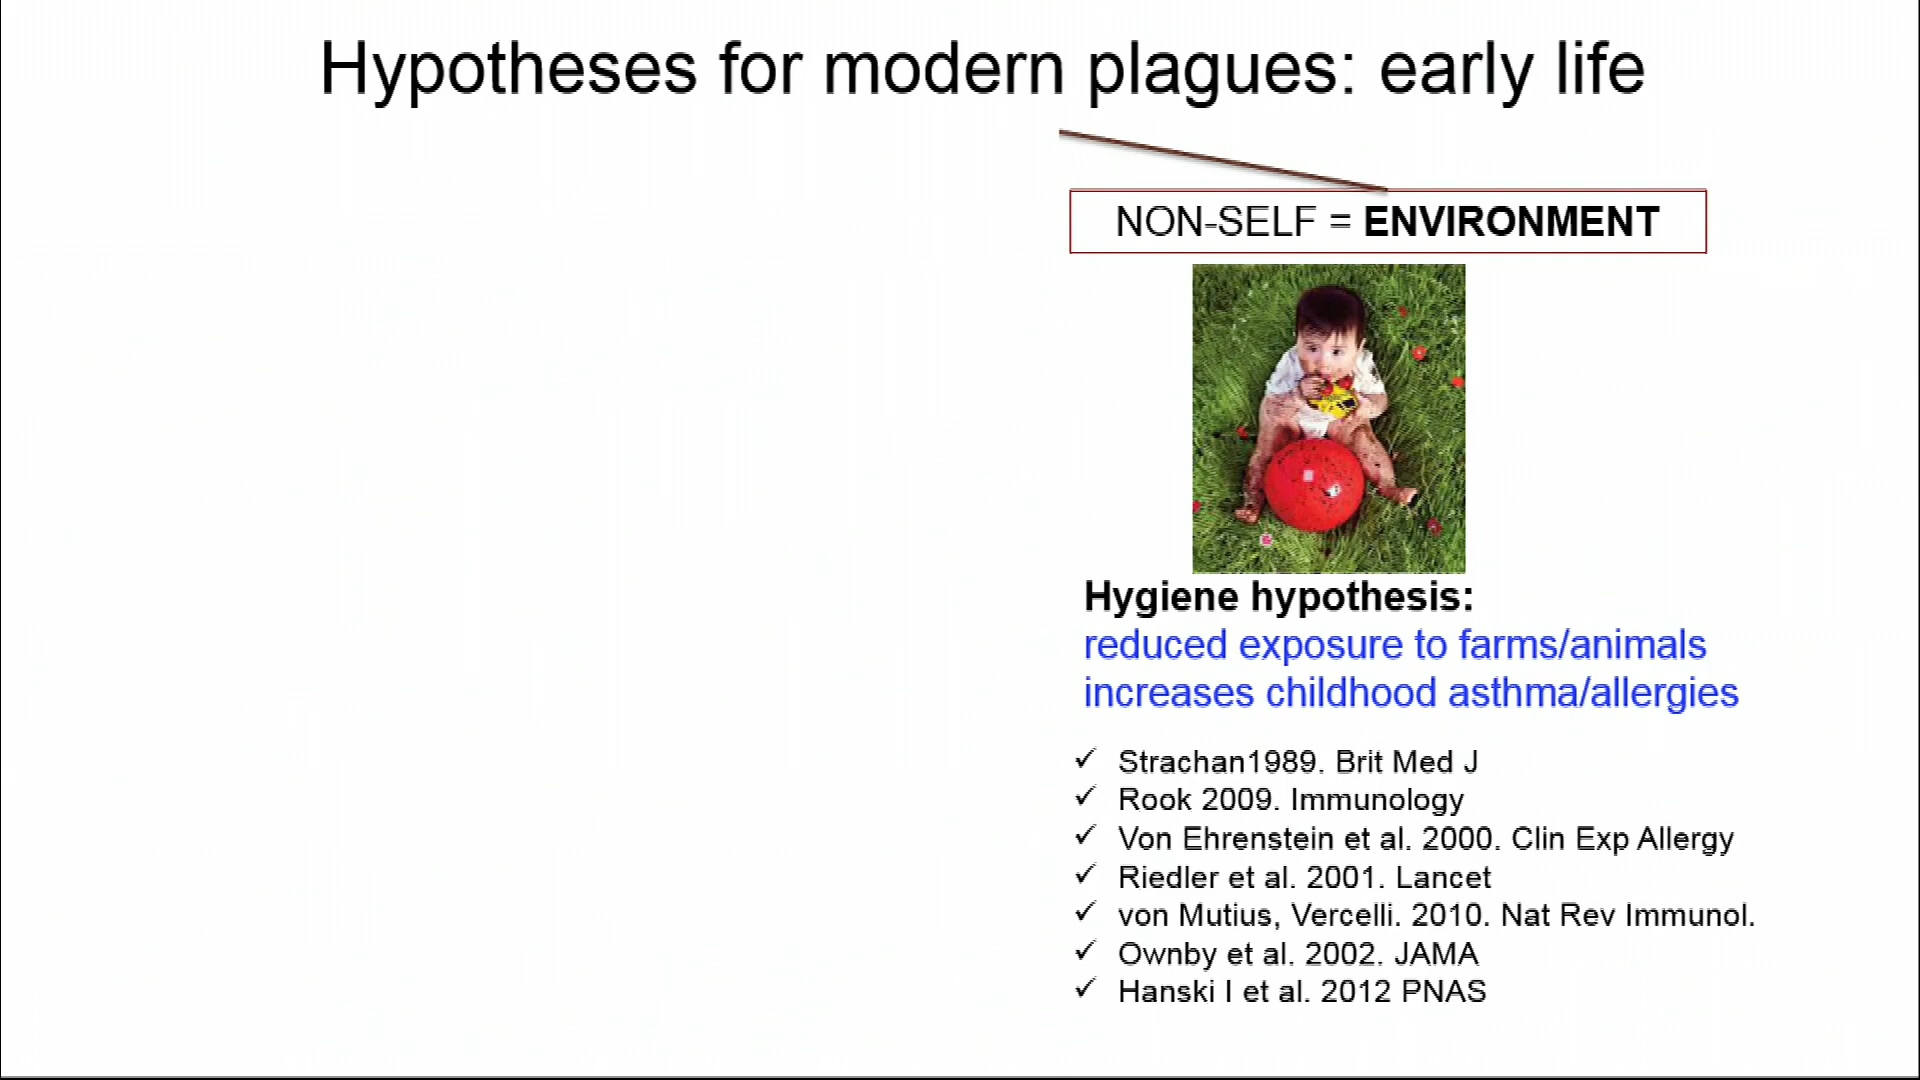 Hypotheses for modern plagues: early life
NON-SELF = ENVIRONMENT
Hygiene hypothesis:
reduced exposure to farms/animals
increases childhood asthma/allergies
✓ Strachan1989. Brit Med J
✓ Rook 2009. Immunology
✓ Von Ehrenstein et al. 2000. Clin Exp Allergy
✓ Riedler et al. 2001. Lancet
✓ von Mutius, Vercelli. 2010. Nat Rev Immunol.
✓ Ownby et al. 2002. JAMA
✓ Hanski I et al. 2012 PNAS